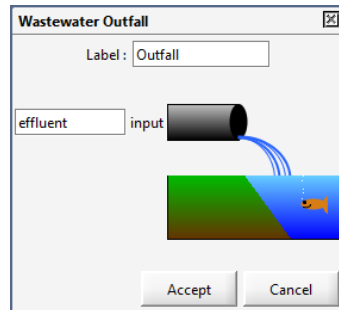 Wastewater Outfall
Label : Outfall
effluent input
Accept Cancel